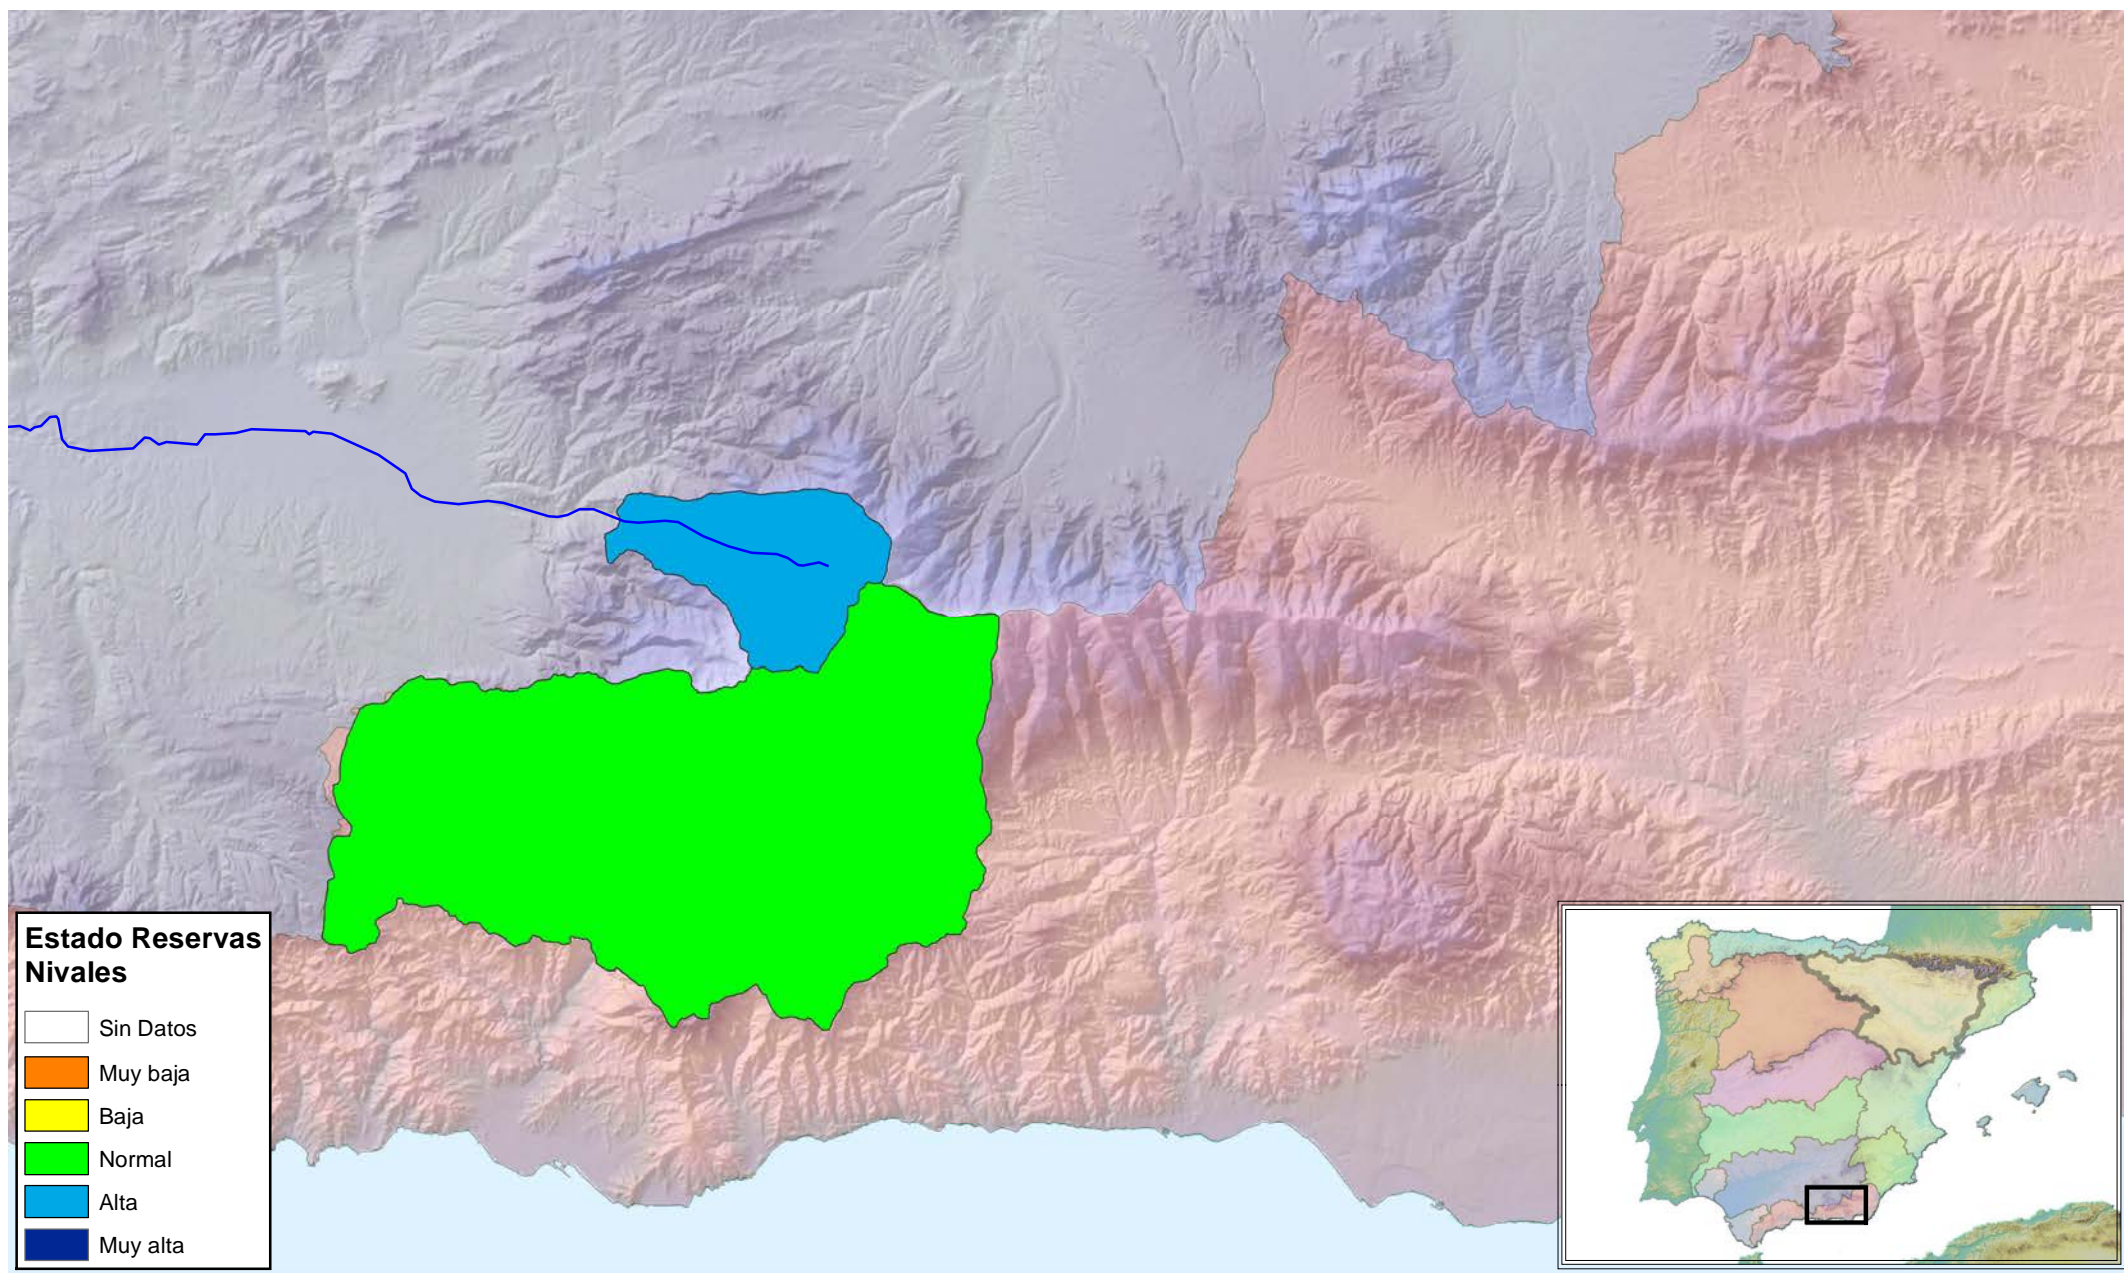 Estado Reservas
Nivales
Sin Datos
Muy baja
Baja
Normal
Alta
Muy alta